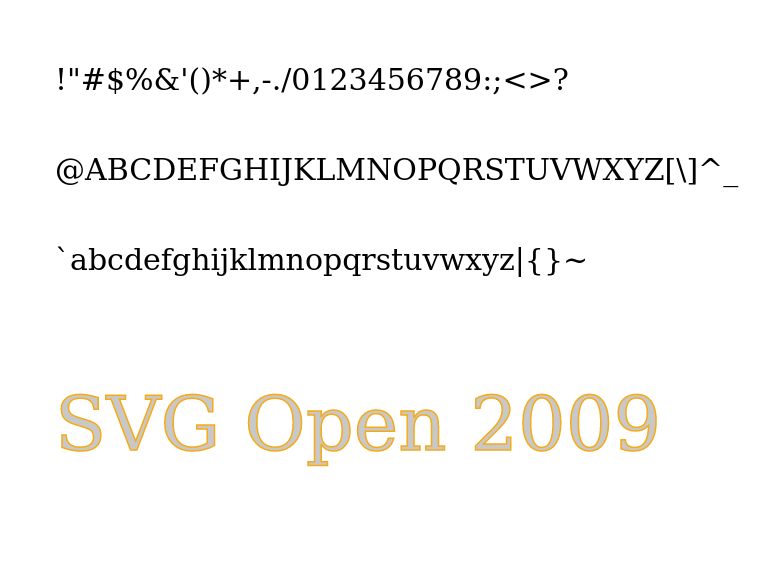 !"#$%&'()*+,-./0123456789:;<>?
@ABCDEFGHIJKLMNOPQRSTUVWXYZ[\]^_
`abcdefghijklmnopqrstuvwxyz|{}~
SVG Open 2009